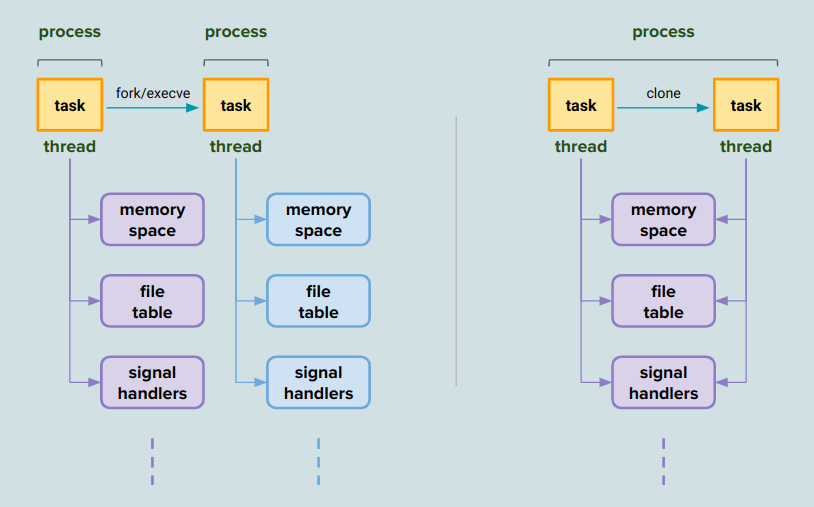 process
process
process
task
fork/execve
task
task
clone
task
thread
thread
thread
thread
memory
space
memory
space
memory
space
file
table
file
table
file
table
signal
handlers
signal
handlers
signal
handlers